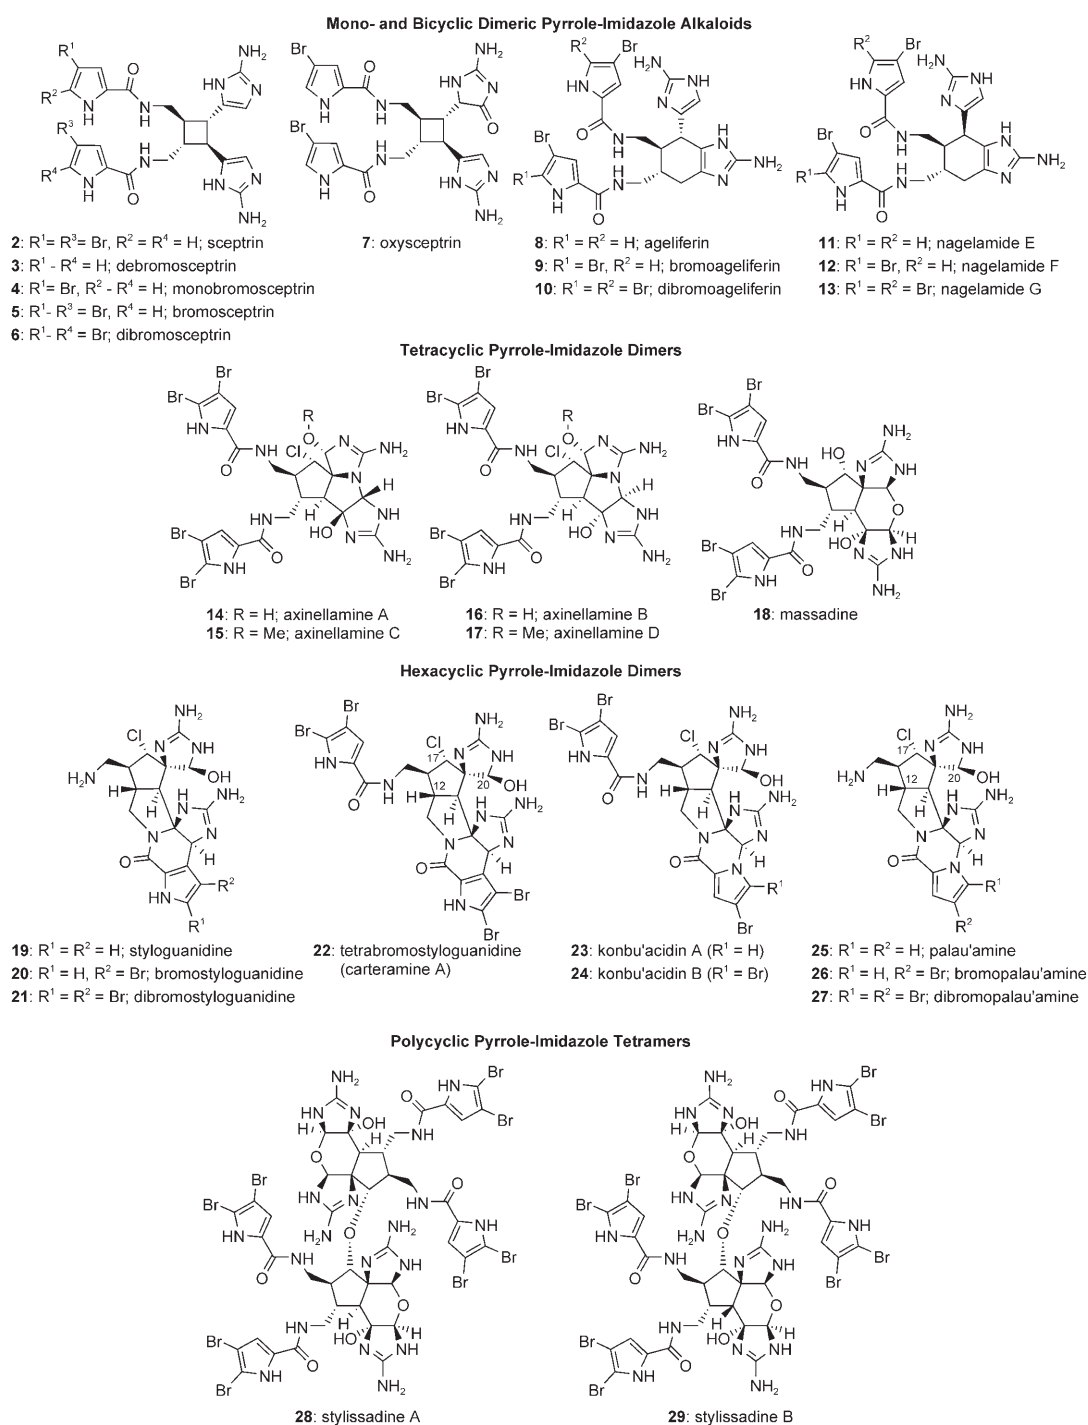 Mono- and Bicyclic Dimeric Pyrrole-Imidazole Alkaloids
2: R1= R3= Br, R2 = R4 = H; sceptrin
3: R1 - R4 = H; debromosceptrin
4: R1= Br, R2 - R4 = H; monobromosceptrin
5: R1- R3 = Br, R4 = H; bromosceptrin
6: R1- R4 = Br; dibromosceptrin
7: oxysceptrin
8: R1 = R2 = H; ageliferin
9: R1 = Br, R2 = H; bromoageliferin
10: R1 = R2 = Br; dibromoageliferin
11: R1 = R2 = H; nagelamide E
12: R1 = Br, R2 = H; nagelamide F
13: R1 = R2 = Br; nagelamide G
Tetracyclic Pyrrole-Imidazole Dimers
14: R = H; axinellamine A
15: R = Me; axinellamine C
16: R = H; axinellamine B
17: R = Me; axinellamine D
18: massadine
Hexacyclic Pyrrole-Imidazole Dimers
19: R1 = R2 = H; styloguanidine
20: R1 = H, R2 = Br; bromostyloguanidine
21: R1 = R2 = Br; dibromostyloguanidine
22: tetrabromostyloguanidine
(carteramine A)
23: konbu'acidin A (R1 = H)
24: konbu'acidin B (R1 = Br)
25: R1 = R2 = H; palau'amine
26: R1 = H, R2 = Br; bromopalau'amine
27: R1 = R2 = Br; dibromopalau'amine
Polycyclic Pyrrole-Imidazole Tetramers
28: stylissadine A
29: stylissadine B